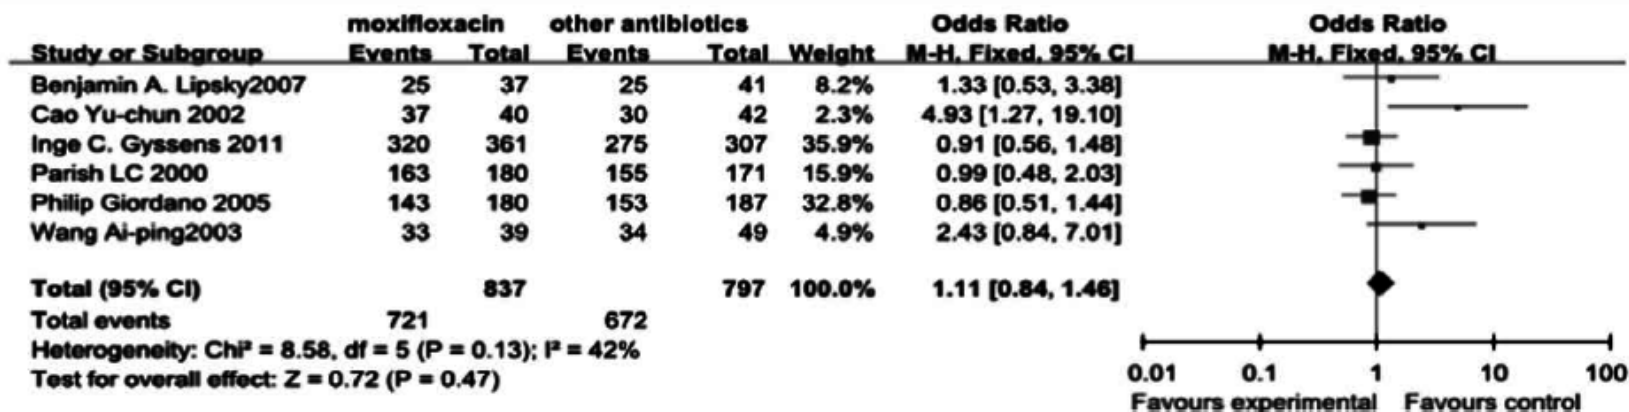 moxifloxacin other antibiotics Odds Ratio Odds Ratio
Study or Subgroup Events Total Events Total Weight M-H, Fixed, 95% CI M-H, Fixed, 95% CI
Benjamin A. Lipsky2007 25 37 25 41 8.2% 1.33 [0.53, 3.38]
Cao Yu-chun 2002 37 40 30 42 2.3% 4.93 [1.27, 19.10]
Inge C. Gyssens 2011 320 361 275 307 35.9% 0.91 [0.56, 1.48]
Parish LC 2000 163 180 155 171 15.9% 0.99 [0.48, 2.03]
Philip Giordano 2005 143 180 153 187 32.8% 0.86 [0.51, 1.44]
Wang Ai-ping2003 33 39 34 49 4.9% 2.43 [0.84, 7.01]
Total (95% CI) 837 797 100.0% 1.11 [0.84, 1.46]
Total events 721 672
Heterogeneity: Chi² = 8.58, df = 5 (P = 0.13); I² = 42%
Test for overall effect: Z = 0.72 (P = 0.47)
0.01 0.1 1 10 100
Favours experimental Favours control